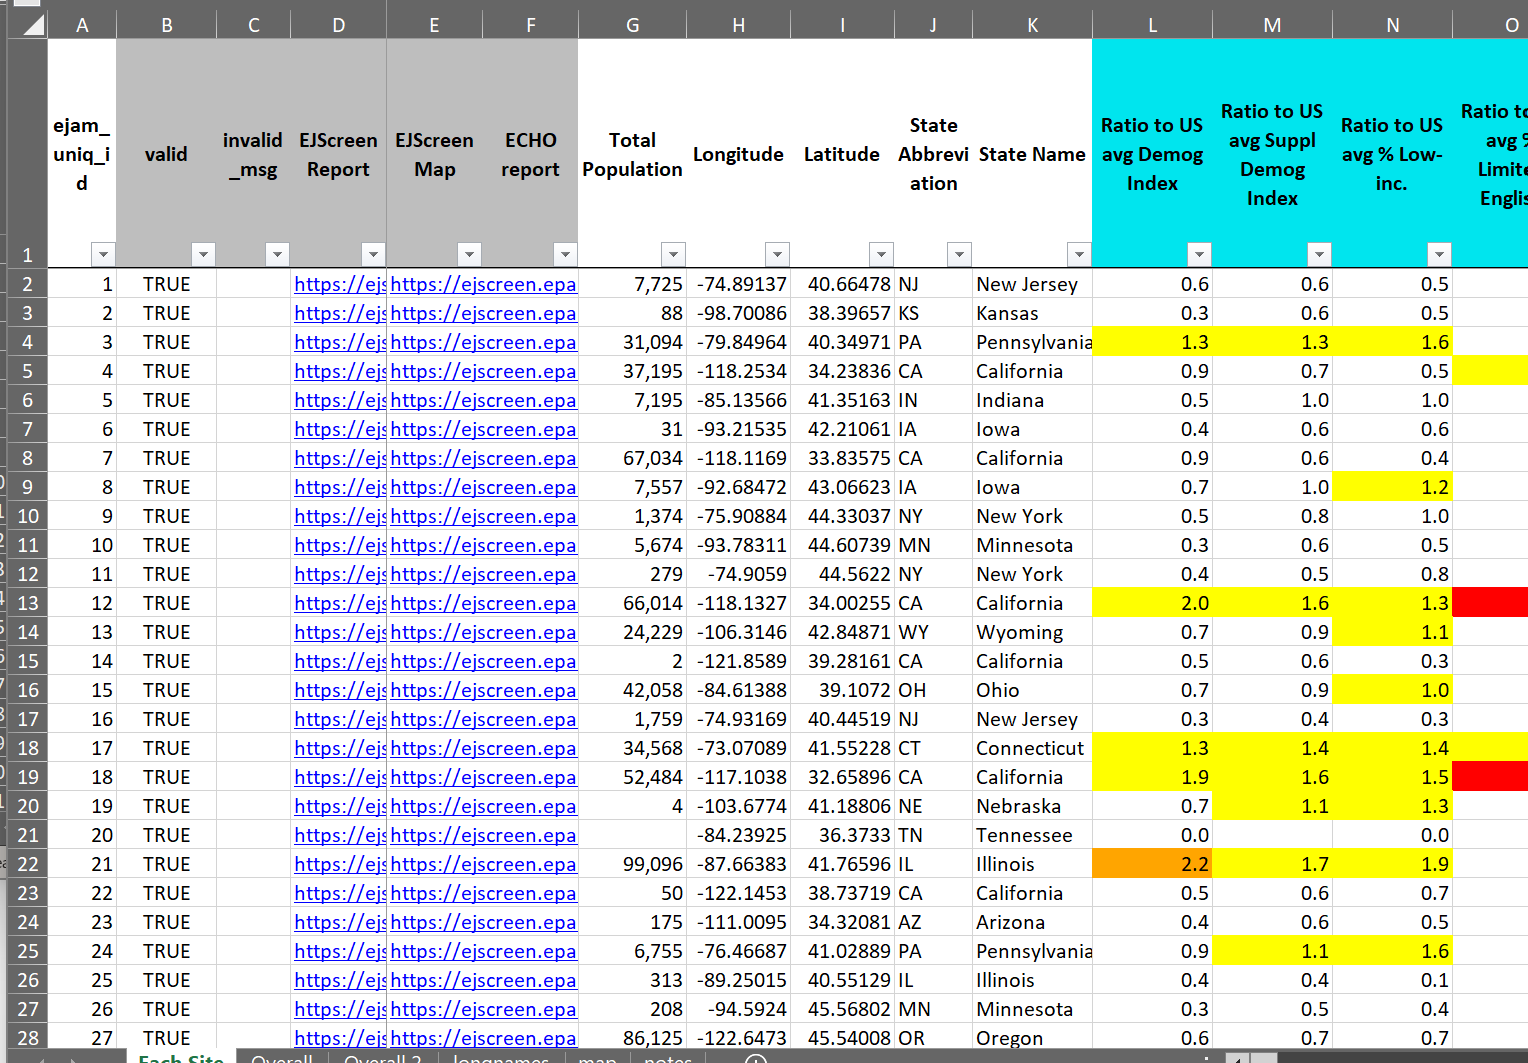 A B C D E F G H I J K L M N O
1 ejam_uniq_id valid invalid_msg EJScreen Report EJScreen Map ECHO report Total Population Longitude Latitude State Abbreviation State Name Ratio to US avg Demog Index Ratio to US avg Suppl Demog Index Ratio to US avg % Low-inc. Ratio to avg % Limite Englis
2 1 TRUE https://ejs https://ejscreen.epa 7,725 -74.89137 40.66478 NJ New Jersey 0.6 0.6 0.5
3 2 TRUE https://ejs https://ejscreen.epa 88 -98.70086 38.39657 KS Kansas 0.3 0.6 0.5
4 3 TRUE https://ejs https://ejscreen.epa 31,094 -79.84964 40.34971 PA Pennsylvania 1.3 1.3 1.6
5 4 TRUE https://ejs https://ejscreen.epa 37,195 -118.2534 34.23836 CA California 0.9 0.7 0.5
6 5 TRUE https://ejs https://ejscreen.epa 7,195 -85.13566 41.35163 IN Indiana 0.5 1.0 1.0
7 6 TRUE https://ejs https://ejscreen.epa 31 -93.21535 42.21061 IA Iowa 0.4 0.6 0.6
8 7 TRUE https://ejs https://ejscreen.epa 67,034 -118.1169 33.83575 CA California 0.9 0.6 0.4
9 8 TRUE https://ejs https://ejscreen.epa 7,557 -92.68472 43.06623 IA Iowa 0.7 1.0 1.2
10 9 TRUE https://ejs https://ejscreen.epa 1,374 -75.90884 44.33037 NY New York 0.5 0.8 1.0
11 10 TRUE https://ejs https://ejscreen.epa 5,674 -93.78311 44.60739 MN Minnesota 0.3 0.6 0.5
12 11 TRUE https://ejs https://ejscreen.epa 279 -74.9059 44.5622 NY New York 0.4 0.5 0.8
13 12 TRUE https://ejs https://ejscreen.epa 66,014 -118.1327 34.00255 CA California 2.0 1.6 1.3
14 13 TRUE https://ejs https://ejscreen.epa 24,229 -106.3146 42.84871 WY Wyoming 0.7 0.9 1.1
15 14 TRUE https://ejs https://ejscreen.epa 2 -121.8589 39.28161 CA California 0.5 0.6 0.3
16 15 TRUE https://ejs https://ejscreen.epa 42,058 -84.61388 39.1072 OH Ohio 0.7 0.9 1.0
17 16 TRUE https://ejs https://ejscreen.epa 1,759 -74.93169 40.44519 NJ New Jersey 0.3 0.4 0.3
18 17 TRUE https://ejs https://ejscreen.epa 34,568 -73.07089 41.55228 CT Connecticut 1.3 1.4 1.4
19 18 TRUE https://ejs https://ejscreen.epa 52,484 -117.1038 32.65896 CA California 1.9 1.6 1.5
20 19 TRUE https://ejs https://ejscreen.epa 4 -103.6774 41.18806 NE Nebraska 0.7 1.1 1.3
21 20 TRUE https://ejs https://ejscreen.epa -84.23925 36.3733 TN Tennessee 0.0 0.0
22 21 TRUE https://ejs https://ejscreen.epa 99,096 -87.66383 41.76596 IL Illinois 2.2 1.7 1.9
23 22 TRUE https://ejs https://ejscreen.epa 50 -122.1453 38.73719 CA California 0.5 0.6 0.7
24 23 TRUE https://ejs https://ejscreen.epa 175 -111.0095 34.32081 AZ Arizona 0.4 0.6 0.5
25 24 TRUE https://ejs https://ejscreen.epa 6,755 -76.46687 41.02889 PA Pennsylvania 0.9 1.1 1.6
26 25 TRUE https://ejs https://ejscreen.epa 313 -89.25015 40.55129 IL Illinois 0.4 0.4 0.1
27 26 TRUE https://ejs https://ejscreen.epa 208 -94.5924 45.56802 MN Minnesota 0.3 0.5 0.4
28 27 TRUE https://ejs https://ejscreen.epa 86,125 -122.6473 45.54008 OR Oregon 0.6 0.7 0.7
Each Site Overall Overall 2 longnames map notes